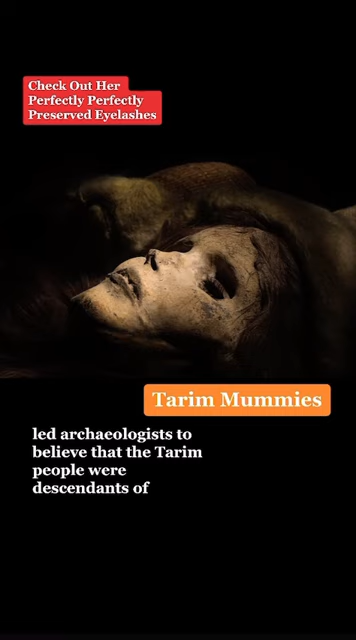 Check Out Her
Perfectly Perfectly
Preserved Eyelashes
Tarim Mummies
led archaeologists to
believe that the Tarim
people were
descendants of